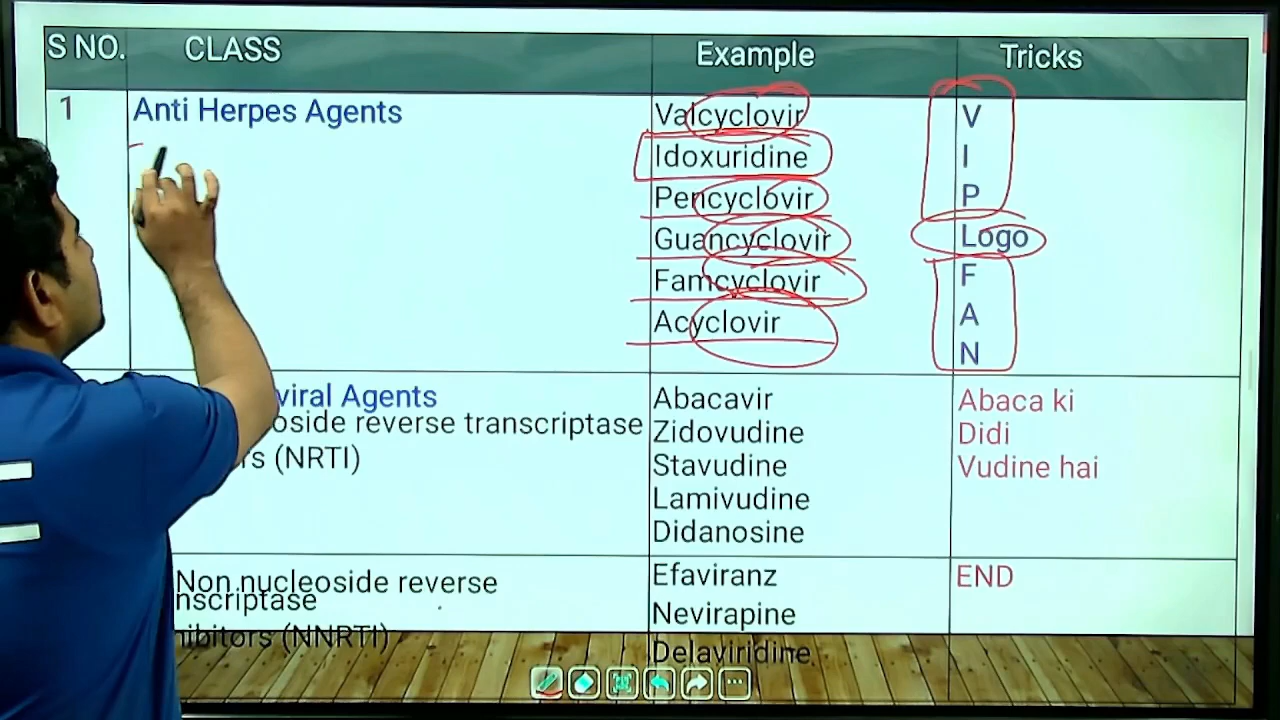 S NO. CLASS Example Tricks
1 Anti Herpes Agents Valcyclovir V
Idoxuridine I
Pencyclovir P
Guancyclovir Logo
Famcyclovir F
Acyclovir A
N
viral Agents Abacavir Abaca ki
oside reverse transcriptase Zidovudine Didi
rs (NRTI) Stavudine Vudine hai
Lamivudine
Didanosine
Non nucleoside reverse Efaviranz END
nscriptase Nevirapine
hibitors (NNRTI) Delaviridine